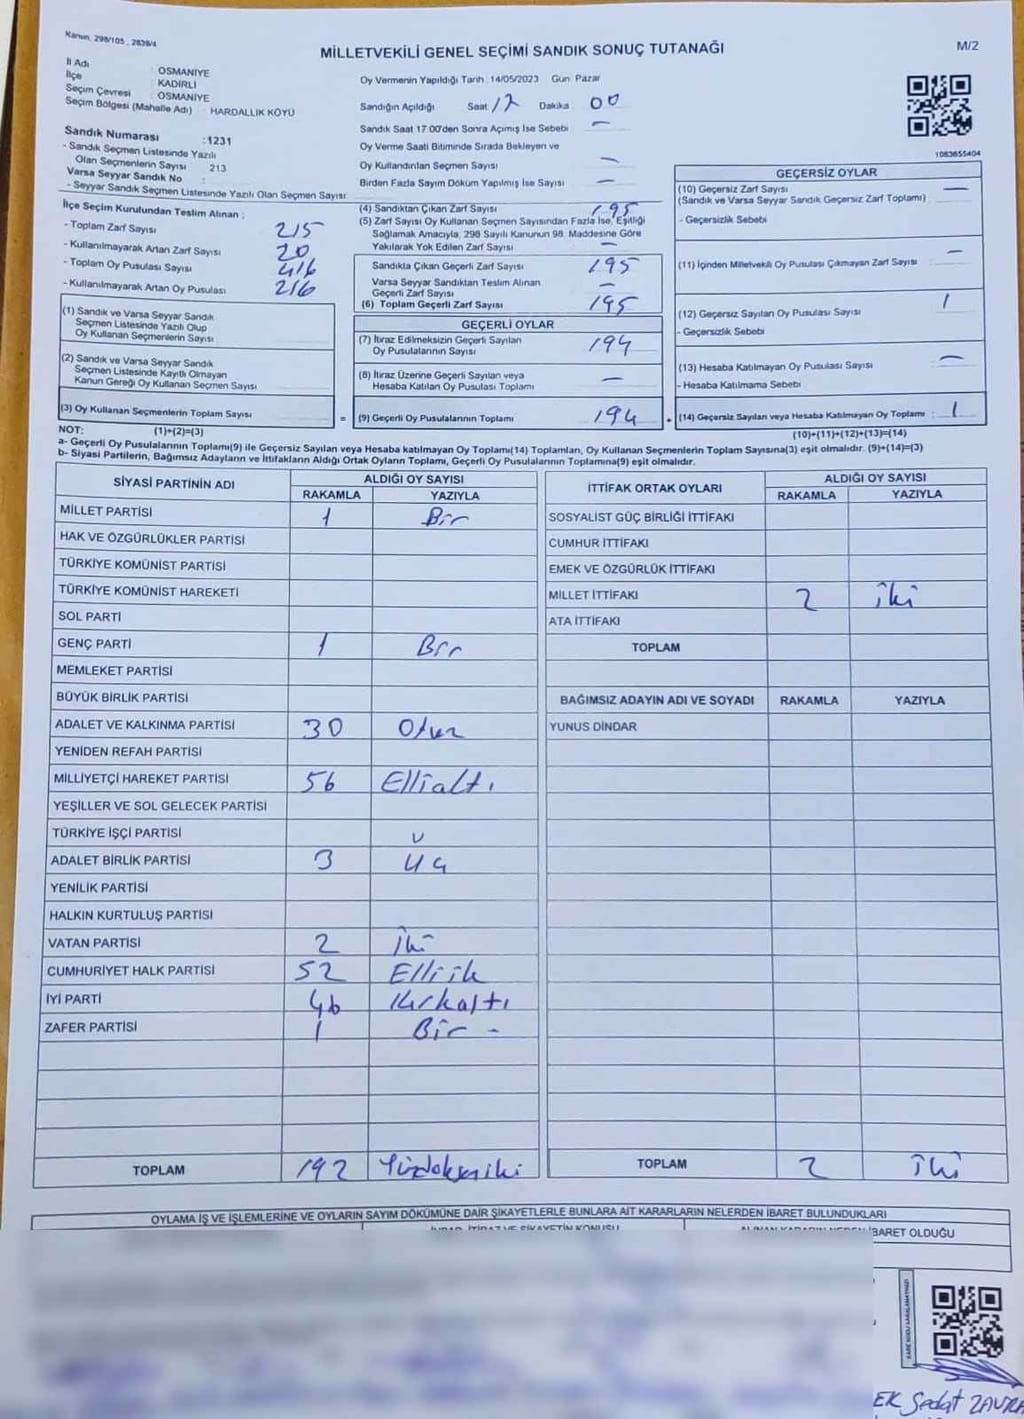 Kanun, 298/105 , 2839/4
MİLLETVEKİLİ GENEL SEÇİMİ SANDIK SONUÇ TUTANAĞI
M/2
İl Adı : OSMANİYE
İlçe : KADİRLİ
Seçim Çevresi : OSMANİYE
Seçim Bölgesi (Mahalle Adı) : HARDALLIK KÖYÜ
Sandık Numarası : 1231
- Sandık Seçmen Listesinde Yazılı
Olan Seçmenlerin Sayısı : 213
Varsa Seyyar Sandık No :
- Seyyar Sandık Seçmen Listesinde Yazılı Olan Seçmen Sayısı:
İlçe Seçim Kurulundan Teslim Alınan ;
- Toplam Zarf Sayısı 215
- Kullanılmayarak Artan Zarf Sayısı 20
- Toplam Oy Pusulası Sayısı 416
- Kullanılmayarak Artan Oy Pusulası 216
(1) Sandık ve Varsa Seyyar Sandık
Seçmen Listesinde Yazılı Olup
Oy Kullanan Seçmenlerin Sayısı
(2) Sandık ve Varsa Seyyar Sandık
Seçmen Listesinde Kayıtlı Olmayan
Kanun Gereği Oy Kullanan Seçmen Sayısı
(3) Oy Kullanan Seçmenlerin Toplam Sayısı
Oy Vermenin Yapıldığı Tarih : 14/05/2023 Gün : Pazar
Sandığın Açıldığı Saat 17 Dakika : 00
Sandık Saat 17:00'den Sonra Açımış İse Sebebi —
Oy Verme Saati Bitiminde Sırada Bekleyen ve
Oy Kullandırılan Seçmen Sayısı —
Birden Fazla Sayım Döküm Yapılmış İse Sayısı —
(4) Sandıktan Çıkan Zarf Sayısı 195
(5) Zarf Sayısı Oy Kullanan Seçmen Sayısından Fazla İse, Eşitliği
Sağlamak Amacıyla, 298 Sayılı Kanunun 98. Maddesine Göre
Yakılarak Yok Edilen Zarf Sayısı —
Sandıkta Çıkan Geçerli Zarf Sayısı 195
Varsa Seyyar Sandıktan Teslim Alınan
Geçerli Zarf Sayısı —
(6) Toplam Geçerli Zarf Sayısı 195
GEÇERLİ OYLAR
(7) İtiraz Edilmeksizin Geçerli Sayılan
Oy Pusulalarının Sayısı 194
(8) İtiraz Üzerine Geçerli Sayılan veya
Hesaba Katılan Oy Pusulası Toplamı —
= (9) Geçerli Oy Pusulalarının Toplamı 194 +
1083655404
GEÇERSİZ OYLAR
(10) Geçersiz Zarf Sayısı —
(Sandık ve Varsa Seyyar Sandık Geçersiz Zarf Toplamı)
- Geçersizlik Sebebi
(11) İçinden Milletvekili Oy Pusulası Çıkmayan Zarf Sayısı —
(12) Geçersiz Sayılan Oy Pusulası Sayısı 1
- Geçersizlik Sebebi
(13) Hesaba Katılmayan Oy Pusulası Sayısı —
- Hesaba Katılmama Sebebi
(14) Geçersiz Sayılan veya Hesaba Katılmayan Oy Toplamı : 1
NOT: (1)+(2)=(3)
(10)+(11)+(12)+(13)=(14)
a- Geçerli Oy Pusulalarının Toplamı(9) ile Geçersiz Sayılan veya Hesaba katılmayan Oy Toplamı(14) Toplamları, Oy Kullanan Seçmenlerin Toplam Sayısına(3) eşit olmalıdır. (9)+(14)=(3)
b- Siyasi Partilerin, Bağımsız Adayların ve İttifakların Aldığı Ortak Oyların Toplamı, Geçerli Oy Pusulalarının Toplamına(9) eşit olmalıdır.
SİYASİ PARTİNİN ADI ALDIĞI OY SAYISI
RAKAMLA YAZIYLA
MİLLET PARTİSİ 1 Bir
HAK VE ÖZGÜRLÜKLER PARTİSİ
TÜRKİYE KOMÜNİST PARTİSİ
TÜRKİYE KOMÜNİST HAREKETİ
SOL PARTİ
GENÇ PARTİ 1 Bir
MEMLEKET PARTİSİ
BÜYÜK BİRLİK PARTİSİ
ADALET VE KALKINMA PARTİSİ 30 Otuz
YENİDEN REFAH PARTİSİ
MİLLİYETÇİ HAREKET PARTİSİ 56 Ellialtı
YEŞİLLER VE SOL GELECEK PARTİSİ
TÜRKİYE İŞÇİ PARTİSİ
ADALET BİRLİK PARTİSİ 3 Üç
YENİLİK PARTİSİ
HALKIN KURTULUŞ PARTİSİ
VATAN PARTİSİ 2 İki
CUMHURİYET HALK PARTİSİ 52 Elliik
İYİ PARTİ 46 Kırkaltı
ZAFER PARTİSİ 1 Bir -
TOPLAM 192 Yüzdokseniki
İTTİFAK ORTAK OYLARI ALDIĞI OY SAYISI
RAKAMLA YAZIYLA
SOSYALİST GÜÇ BİRLİĞİ İTTİFAKI
CUMHUR İTTİFAKI
EMEK VE ÖZGÜRLÜK İTTİFAKI
MİLLET İTTİFAKI 2 İki
ATA İTTİFAKI
TOPLAM
BAĞIMSIZ ADAYIN ADI VE SOYADI RAKAMLA YAZIYLA
YUNUS DİNDAR
TOPLAM 2 İki
OYLAMA İŞ VE İŞLEMLERİNE VE OYLARIN SAYIM DÖKÜMÜNE DAİR ŞİKAYETLERLE BUNLARA AİT KARARLARIN NELERDEN İBARET BULUNDUKLARI
İBARET OLDUĞU
EK Sedat